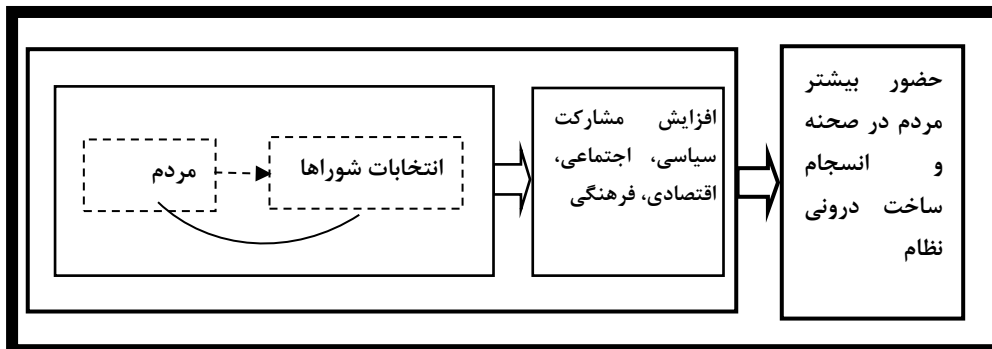 مردم
انتخابات شوراها
افزایش مشارکت
سیاسی، اجتماعی،
اقتصادی، فرهنگی
حضور بیشتر
مردم در صحنه
و انسجام
ساخت درونی
نظام